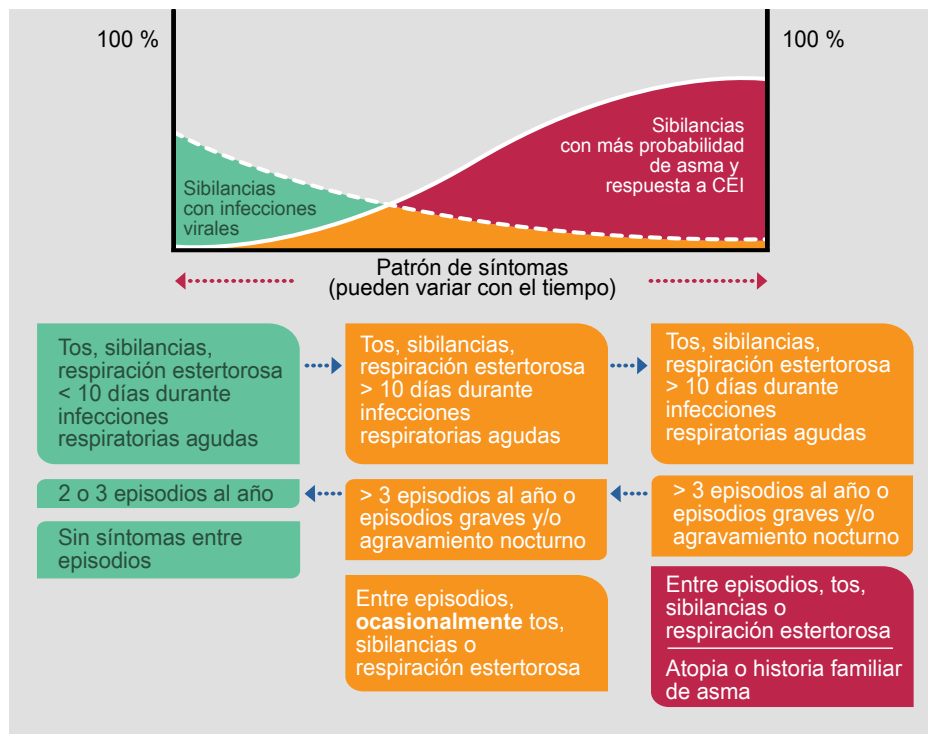 100 %
100 %
Sibilancias
con infecciones
virales
Sibilancias
con más probabilidad
de asma y
respuesta a CEI
Patrón de síntomas
(pueden variar con el tiempo)
Tos, sibilancias,
respiración estertorosa
< 10 días durante
infecciones
respiratorias agudas
2 o 3 episodios al año
Sin síntomas entre
episodios
Tos, sibilancias,
respiración estertorosa
> 10 días durante
infecciones
respiratorias agudas
> 3 episodios al año o
episodios graves y/o
agravamiento nocturno
Entre episodios,
ocasionalmente tos,
sibilancias o
respiración estertorosa
Tos, sibilancias,
respiración estertorosa
> 10 días durante
infecciones
respiratorias agudas
> 3 episodios al año o
episodios graves y/o
agravamiento nocturno
Entre episodios, tos,
sibilancias o
respiración estertorosa
Atopia o historia familiar
de asma